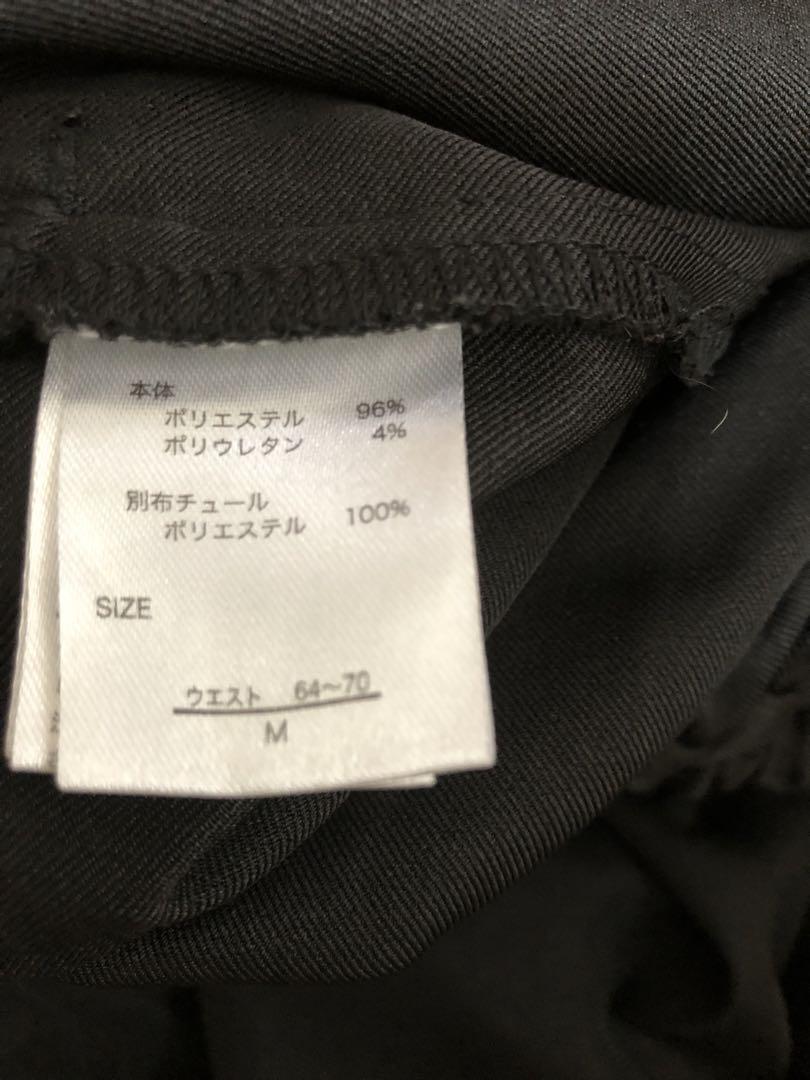 本体
ポリエステル 96%
ポリウレタン 4%
別布チュール
ポリエステル 100%
SIZE
ウエスト 64〜70
M